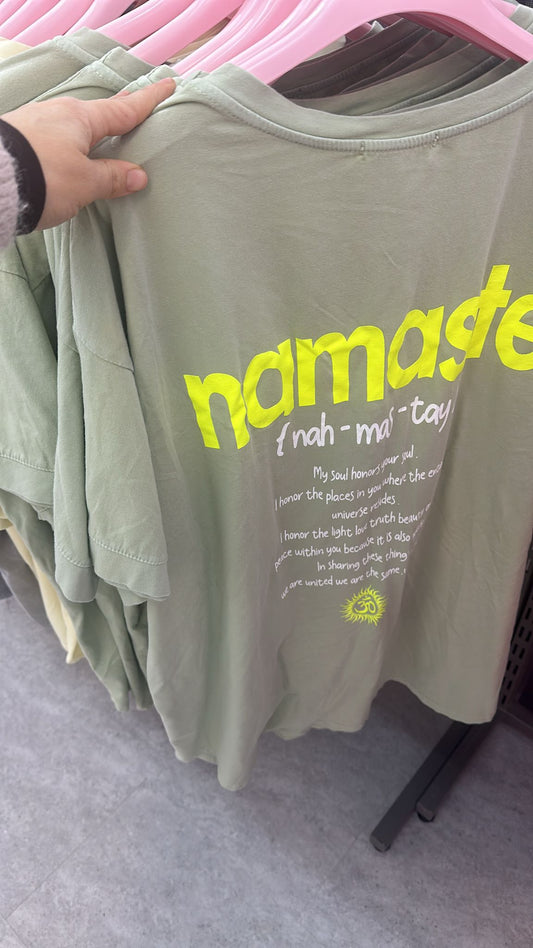 namaste
{nah-mas-tay
My soul honors your soul.
I honor the places in you where the
universe resides
I honor the light love truth beauty
peace within you because it is also
In sharing these thing
we are united we are the same.
ॐ